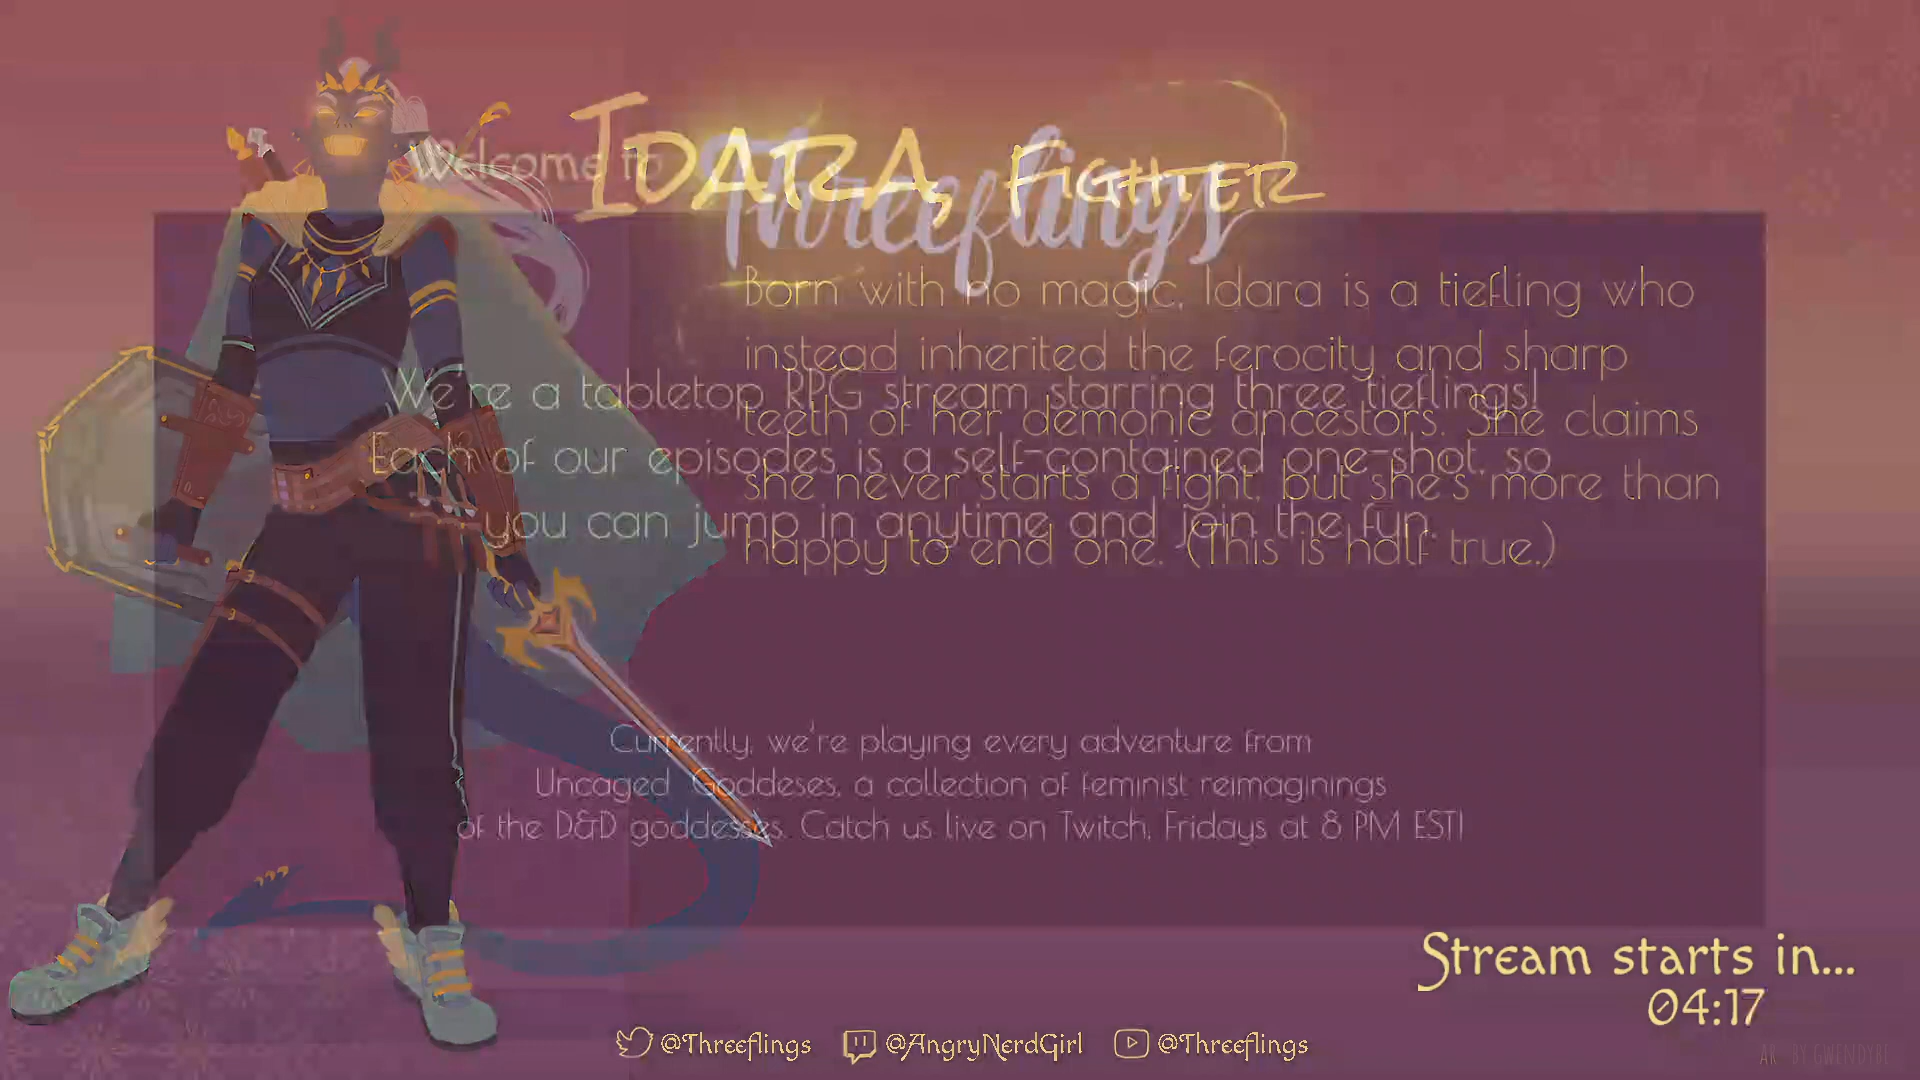 Welcome to
Threeflings
Idara, Fighter
Born with no magic, Idara is a tiefling who
instead inherited the ferocity and sharp
teeth of her demonic ancestors. She claims
she never starts a fight, but she's more than
happy to end one. (This is half true.)
We're a tabletop RPG stream starring three tieflings!
Each of our episodes is a self-contained one-shot, so
you can jump in anytime and join the fun.
Currently, we're playing every adventure from
Uncaged Goddeses, a collection of feminist reimaginings
of the D&D goddesses. Catch us live on Twitch, Fridays at 8 PM EST!
Stream starts in...
04:17
@Threeflings @AngryNerdGirl @Threeflings
Art by Gwendybee